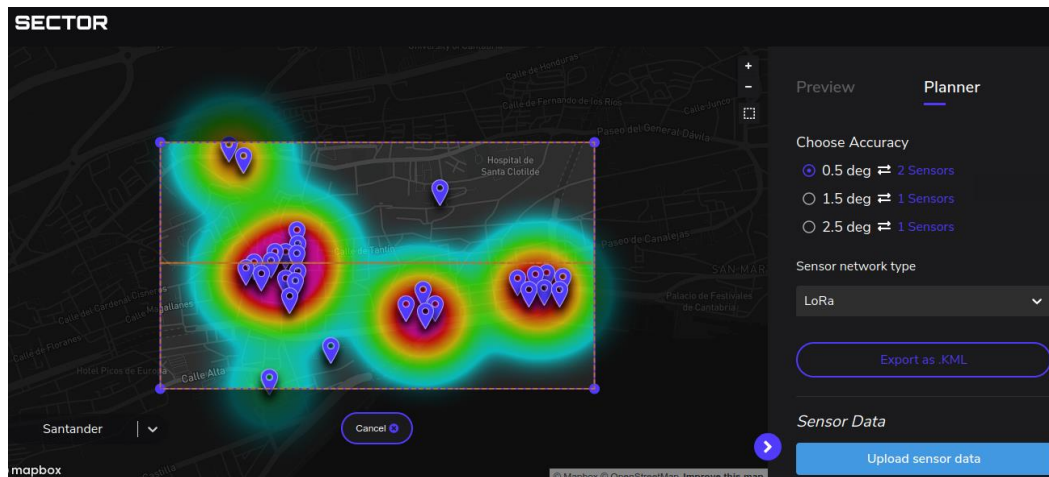 SECTOR
Calle de Honduras
Calle de Fernando de los Ríos
Calle Junco
Paseo del General Dávila
Hospital de
Santa Clotilde
Calle de Tantín
Paseo de Canalejas
SAN MAR
Calle del Cardenal Cisneros
Calle Magallanes
Palacio de Festivales
de Cantabria
Calle de Floranes
Hotel Picos de Europa
Calle Alta
Castilla
+
−
Santander
Cancel
mapbox
© Mapbox © OpenStreetMap Improve this map
Preview
Planner
Choose Accuracy
0.5 deg ⇄ 2 Sensors
1.5 deg ⇄ 1 Sensors
2.5 deg ⇄ 1 Sensors
Sensor network type
LoRa
Export as .KML
Sensor Data
Upload sensor data